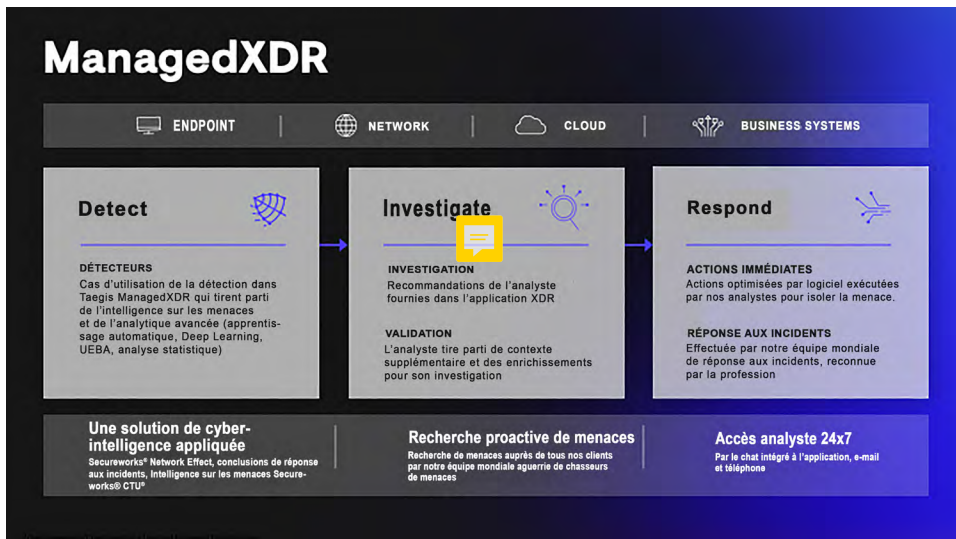 ManagedXDR
ENDPOINT
NETWORK
CLOUD
BUSINESS SYSTEMS
Detect
DÉTECTEURS
Cas d'utilisation de la détection dans
Taegis ManagedXDR qui tirent parti
de l'intelligence sur les menaces
et de l'analytique avancée (apprentis-
sage automatique, Deep Learning,
UEBA, analyse statistique)
Investigate
INVESTIGATION
Recommandations de l'analyste
fournies dans l'application XDR
VALIDATION
L'analyste tire parti de contexte
supplémentaire et des enrichissements
pour son investigation
Respond
ACTIONS IMMÉDIATES
Actions optimisées par logiciel exécutées
par nos analystes pour isoler la menace.
RÉPONSE AUX INCIDENTS
Effectuée par notre équipe mondiale
de réponse aux incidents, reconnue
par la profession
Une solution de cyber-
intelligence appliquée
Secureworks® Network Effect, conclusions de réponse
aux incidents, Intelligence sur les menaces Secure-
works® CTU®
Recherche proactive de menaces
Recherche de menaces auprès de tous nos clients
par notre équipe mondiale aguerrie de chasseurs
de menaces
Accès analyste 24x7
Par le chat intégré à l'application, e-mail
et téléphone